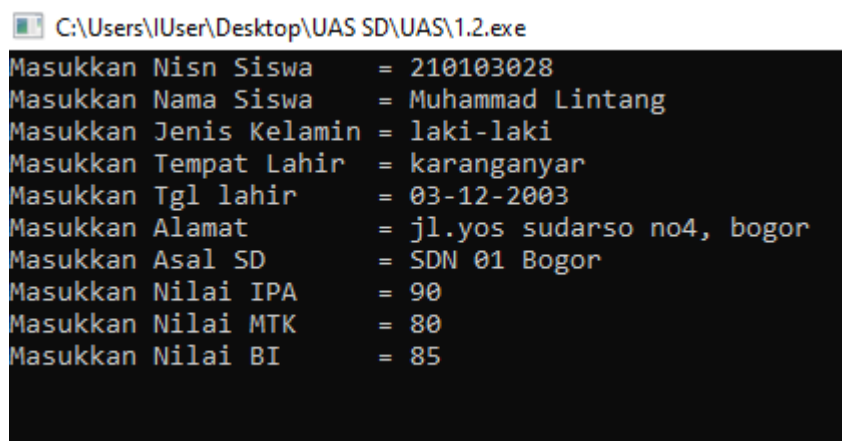 C:\Users\IUser\Desktop\UAS SD\UAS\1.2.exe
Masukkan Nisn Siswa = 210103028
Masukkan Nama Siswa = Muhammad Lintang
Masukkan Jenis Kelamin = laki-laki
Masukkan Tempat Lahir = karanganyar
Masukkan Tgl lahir = 03-12-2003
Masukkan Alamat = jl.yos sudarso no4, bogor
Masukkan Asal SD = SDN 01 Bogor
Masukkan Nilai IPA = 90
Masukkan Nilai MTK = 80
Masukkan Nilai BI = 85